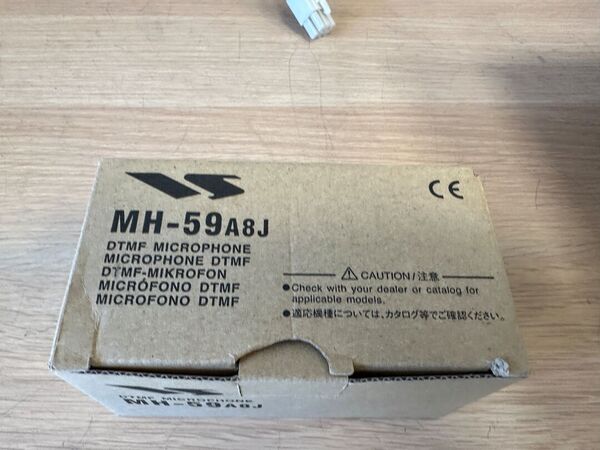 VS
CE
MH-59A8J
DTMF MICROPHONE
MICROPHONE DTMF
DTMF-MIKROFON
MICRÓFONO DTMF
MICROFONO DTMF
⚠ CAUTION/注意
●Check with your dealer or catalog for
applicable models.
●適応機種については、カタログ等でご確認ください。
DTMF MICROPHONE
MH-59A8J